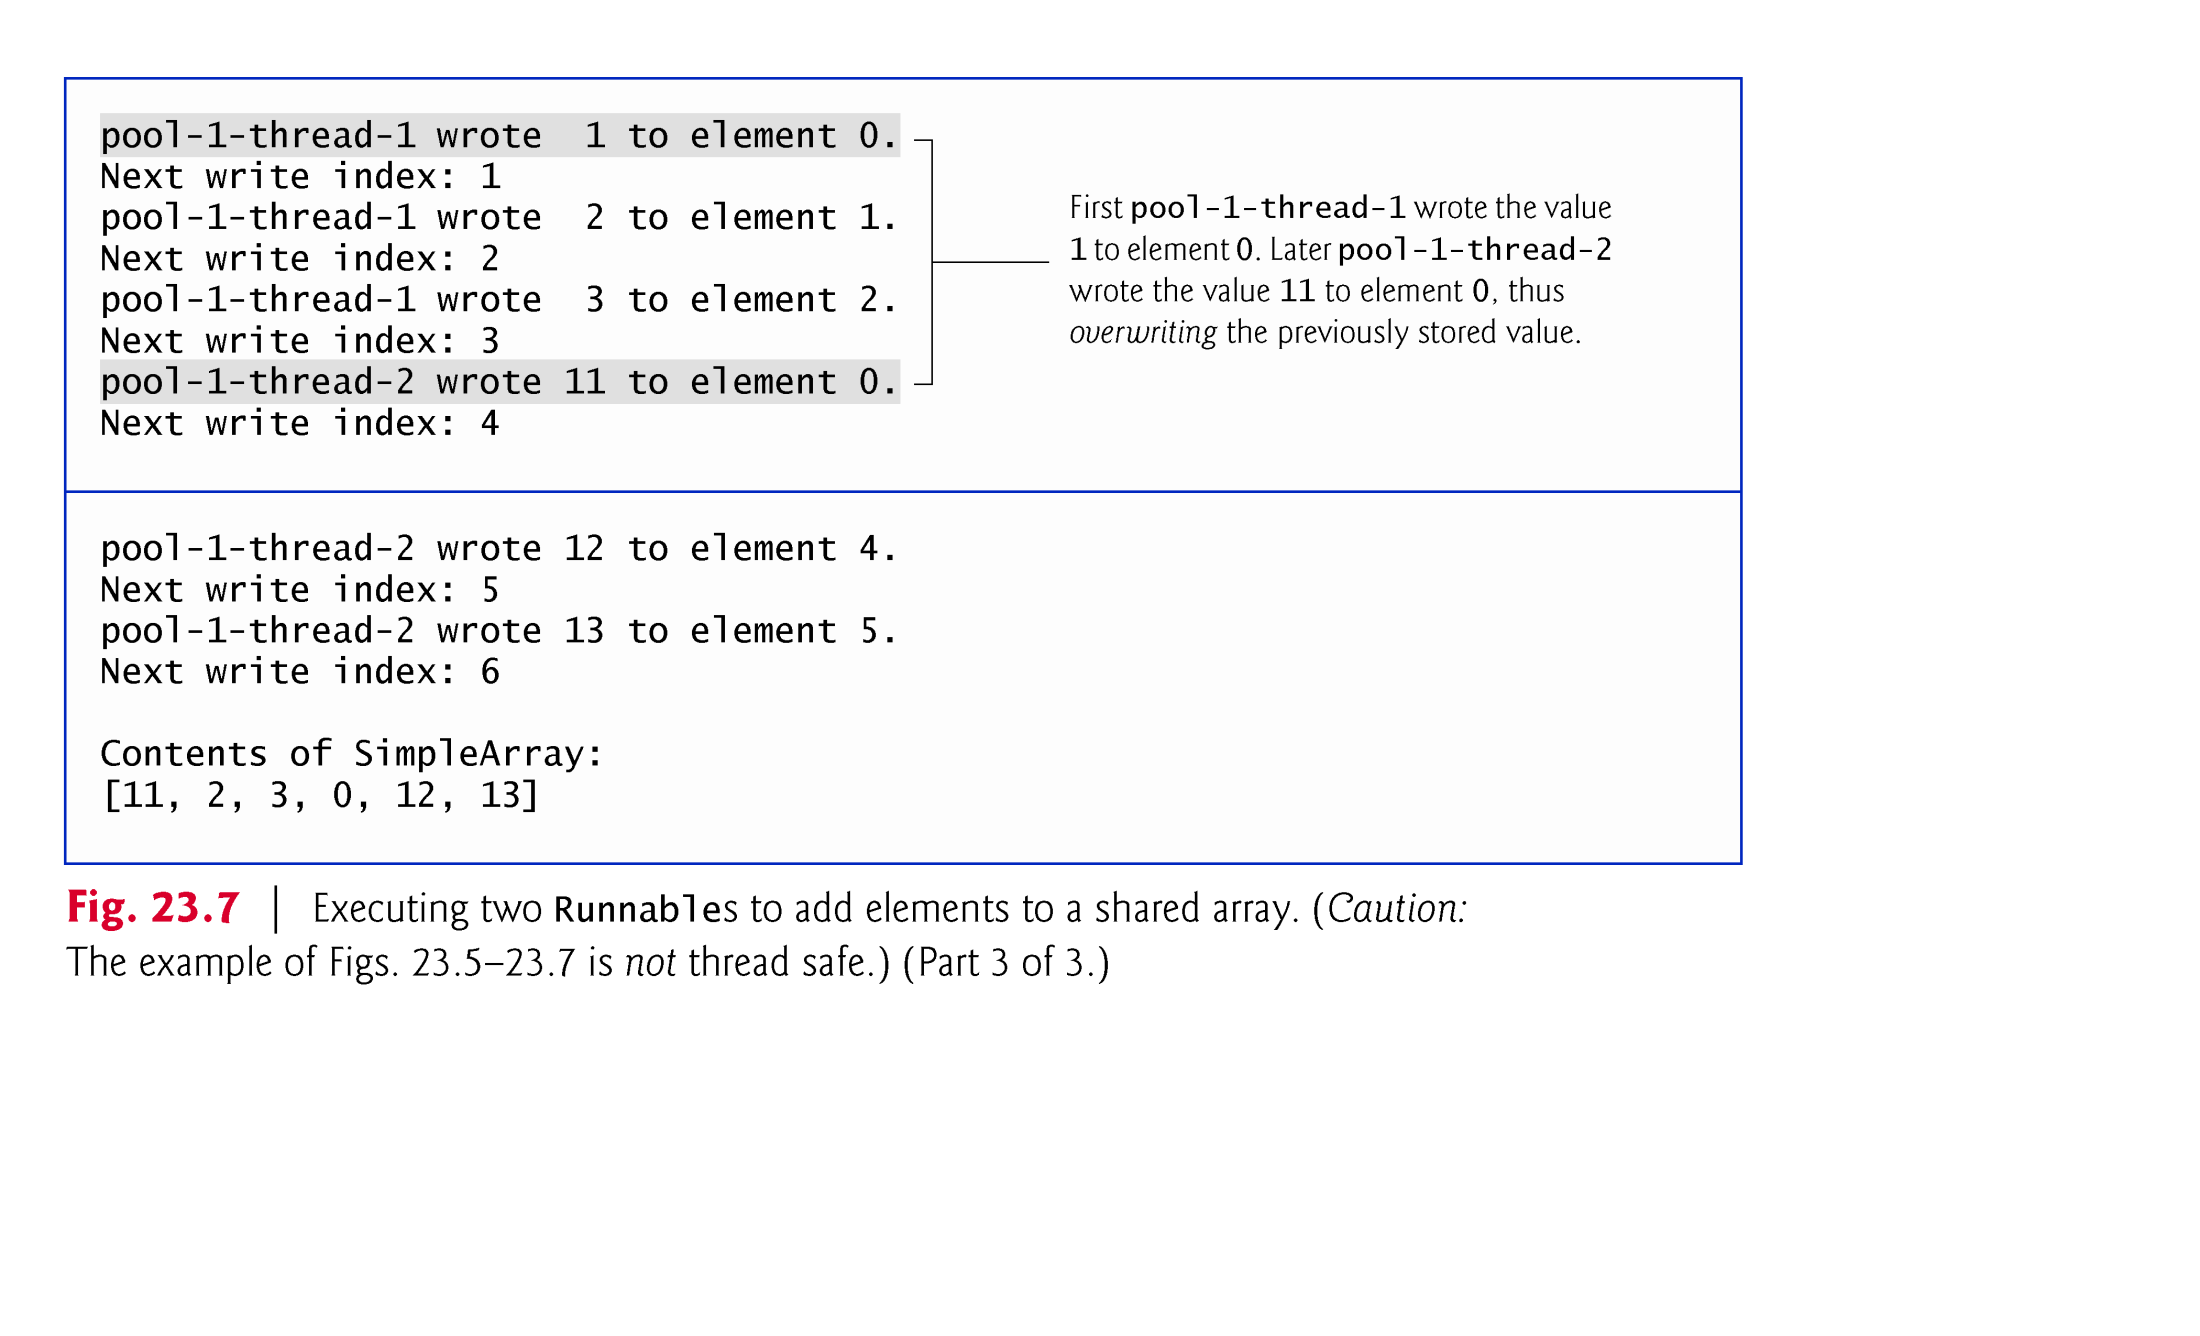 pool-1-thread-1 wrote  1 to element 0.
Next write index: 1
pool-1-thread-1 wrote  2 to element 1.
Next write index: 2
pool-1-thread-1 wrote  3 to element 2.
Next write index: 3
pool-1-thread-2 wrote 11 to element 0.
Next write index: 4
First pool-1-thread-1 wrote the value
1 to element 0. Later pool-1-thread-2
wrote the value 11 to element 0, thus
overwriting the previously stored value.
pool-1-thread-2 wrote 12 to element 4.
Next write index: 5
pool-1-thread-2 wrote 13 to element 5.
Next write index: 6
Contents of SimpleArray:
[11, 2, 3, 0, 12, 13]
Fig. 23.7 | Executing two Runnables to add elements to a shared array. (Caution:
The example of Figs. 23.5–23.7 is not thread safe.) (Part 3 of 3.)